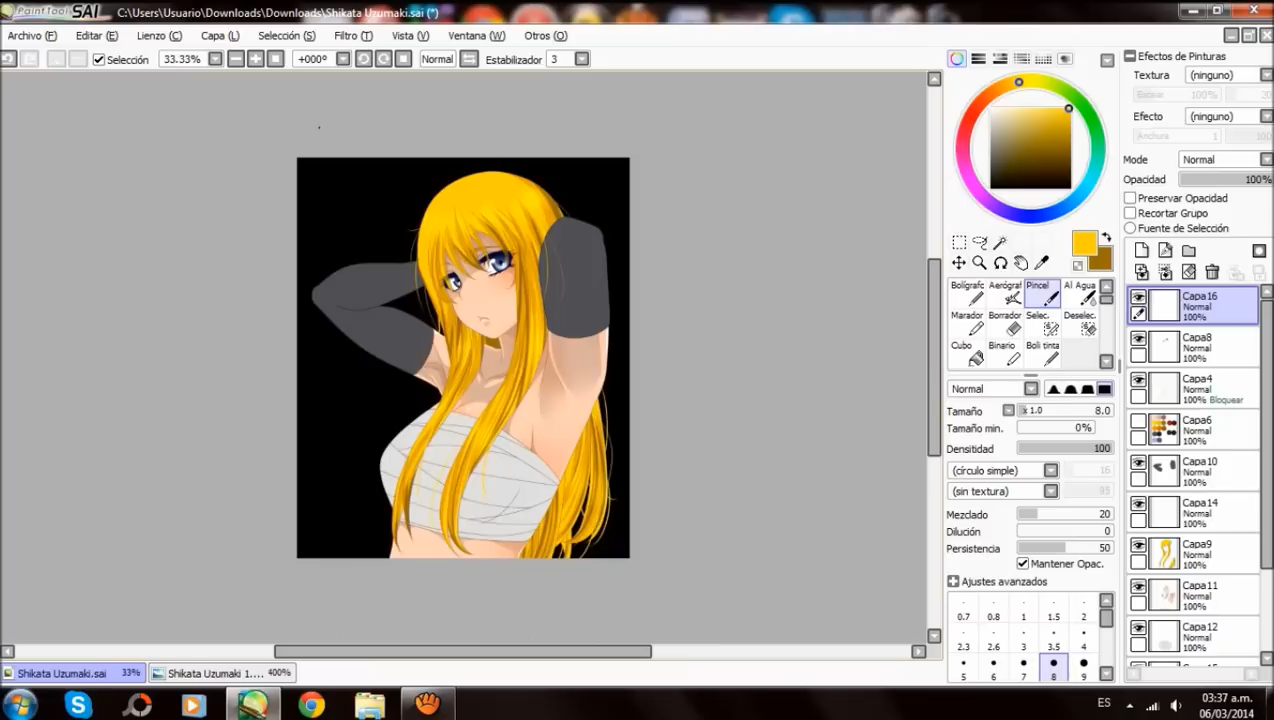 PaintTool SAI C:\Users\Usuario\Downloads\Downloads\Shikata Uzumaki.sai (*)
Archivo (F) Editar (E) Lienzo (C) Capa (L) Selección (S) Filtro (T) Vista (V) Ventana (W) Otros (O)
Selección 33.33% +000º Normal Estabilizador 3
Efectos de Pinturas
Textura (ninguno)
100% 20
Efecto (ninguno)
Anchura 1 100
Mode Normal
Opacidad 100%
Preservar Opacidad
Recortar Grupo
Fuente de Selección
Bolígrafo Aerógraf Pincel Al Agua
Marador Borrador Selec. Deselec.
Cubo Binario Boli tinta
Normal
Tamaño x 1.0 8.0
Tamaño min. 0%
Densitidad 100
(círculo simple) 16
(sin textura) 95
Mezclado 20
Dilución 0
Persistencia 50
Mantener Opac.
Ajustes avanzados
0.7 0.8 1 1.5 2
2.3 2.6 3 3.5 4
5 6 7 8 9
Capa16
Normal
100%
Capa8
Normal
100%
Capa4
Normal
100% Bloquear
Capa6
Normal
100%
Capa10
Normal
100%
Capa14
Normal
100%
Capa9
Normal
100%
Capa11
Normal
100%
Capa12
Normal
100%
Shikata Uzumaki.sai 33% Shikata Uzumaki 1.... 400%
ES
03:37 a.m.
06/03/2014